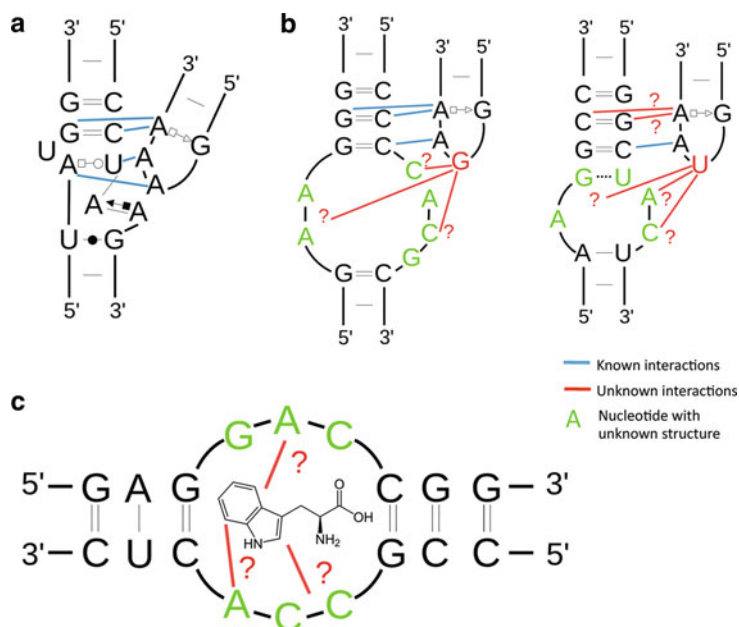 a
3' 5'
3'
5'
G C
G C A
G
U A U A
A
A A
U G
5' 3'
b
3' 5'
3' 5'
G C
G C A G
G C A
C ? G
A ? A
A C ?
G
G C
5' 3'
3' 5'
3' 5'
C G ? A G
C G ?
G C A
U
G U
? A ?
A C ?
A U
5' 3'
Known interactions
Unknown interactions
A Nucleotide with
unknown structure
c
G A C
?
5' G A G C G G 3'
O
OH
HN NH2
3' C U C G C C 5'
? ?
A C C